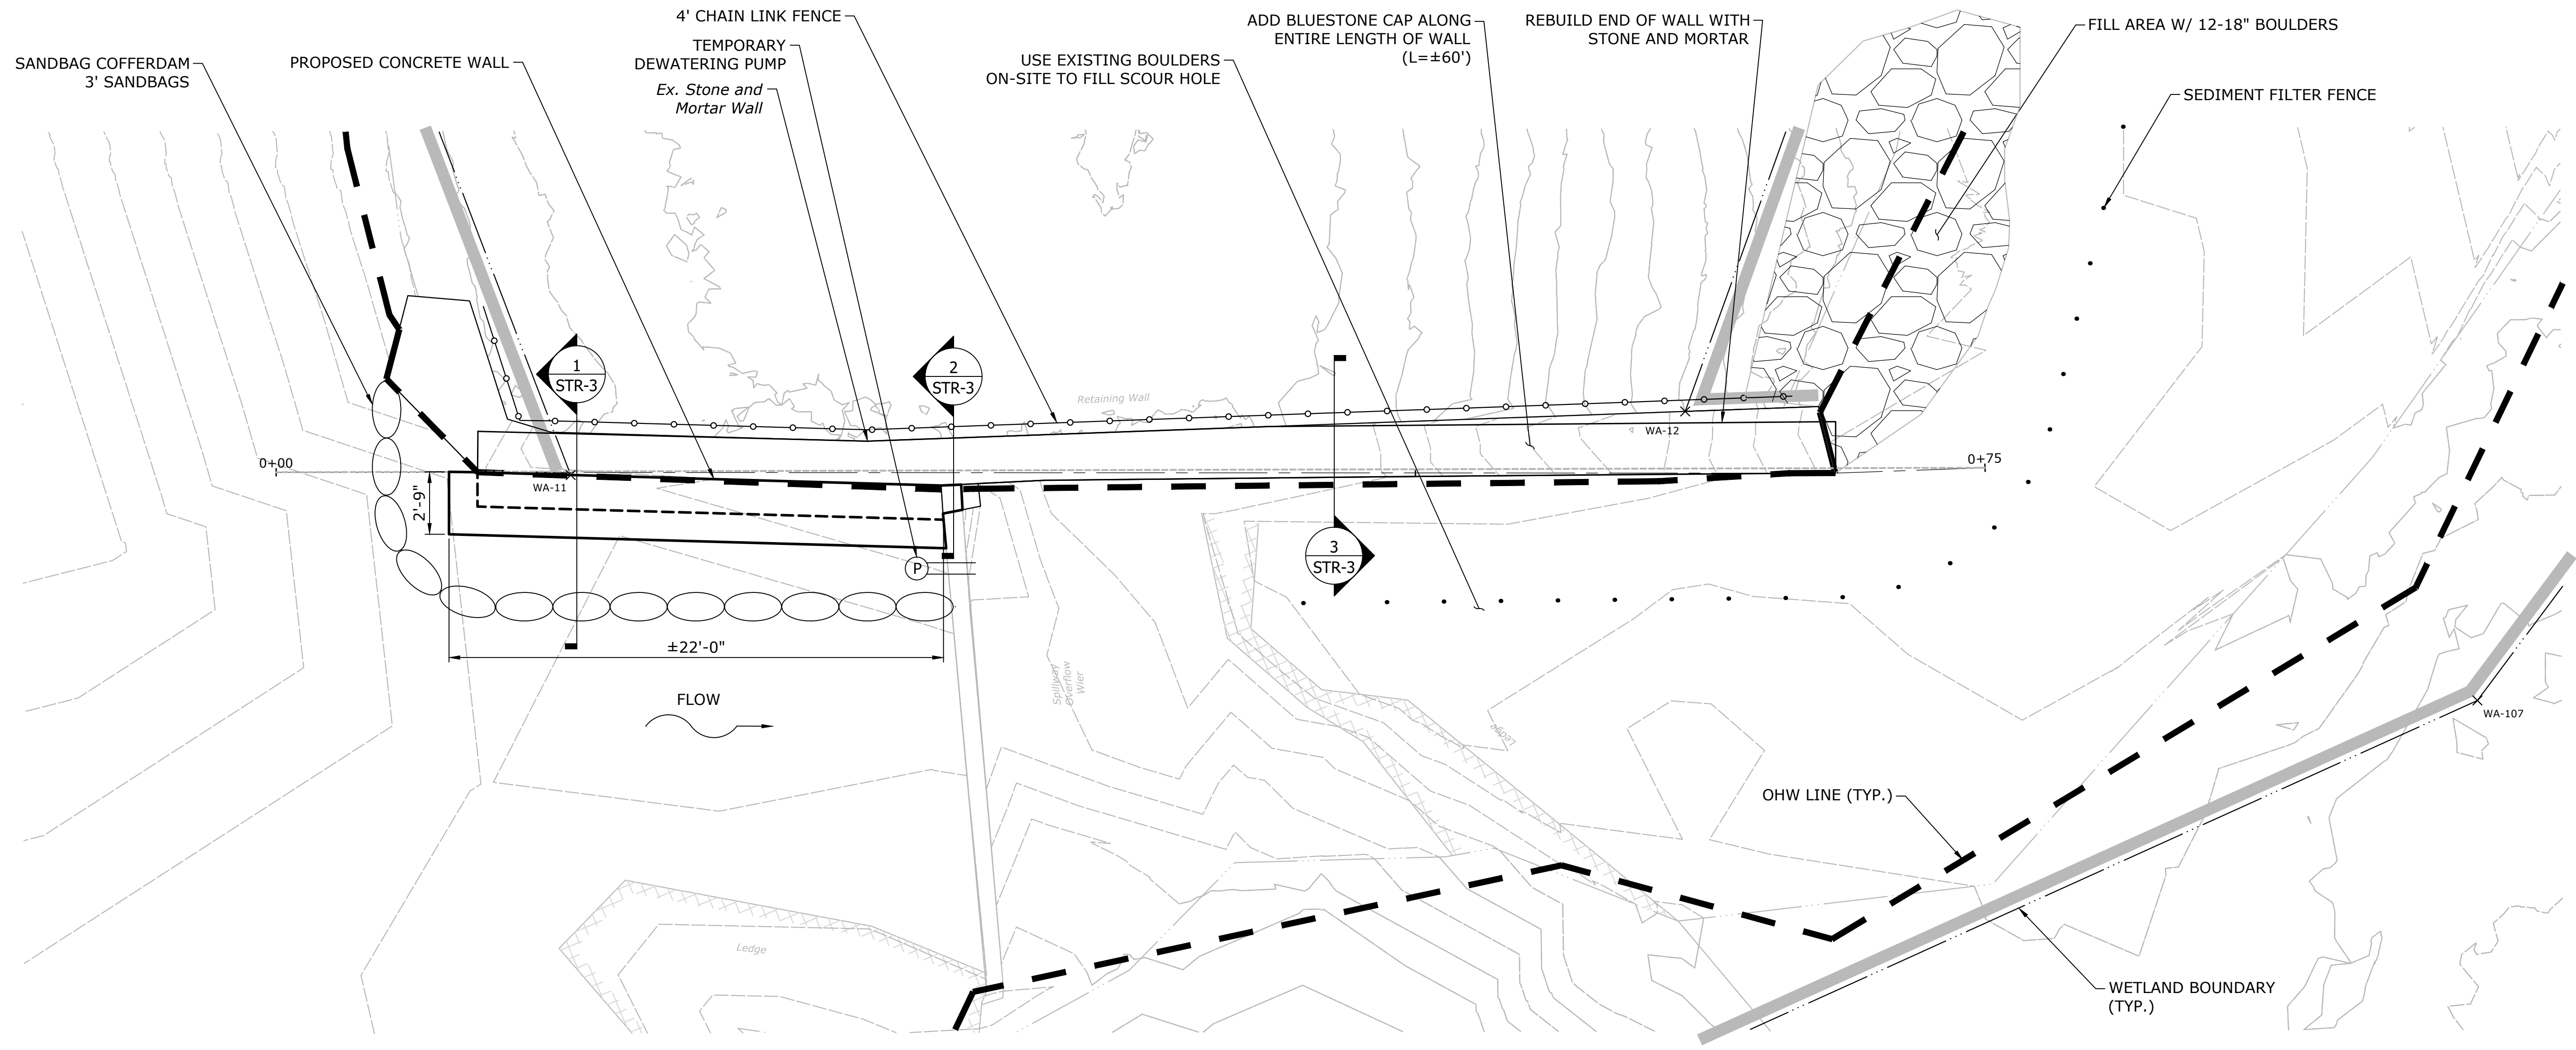 4' CHAIN LINK FENCE
SANDBAG COFFERDAM
3' SANDBAGS
PROPOSED CONCRETE WALL
TEMPORARY
DEWATERING PUMP
Ex. Stone and
Mortar Wall
USE EXISTING BOULDERS
ON-SITE TO FILL SCOUR HOLE
ADD BLUESTONE CAP ALONG
ENTIRE LENGTH OF WALL
(L=±60')
REBUILD END OF WALL WITH
STONE AND MORTAR
FILL AREA W/ 12-18" BOULDERS
SEDIMENT FILTER FENCE
1
STR-3
2
STR-3
Retaining Wall
WA-12
0+00
0+75
WA-11
2'-9"
P
3
STR-3
±22'-0"
Spillway
Overflow
Wier
FLOW
Ledge
WA-107
OHW LINE (TYP.)
Ledge
WETLAND BOUNDARY
(TYP.)